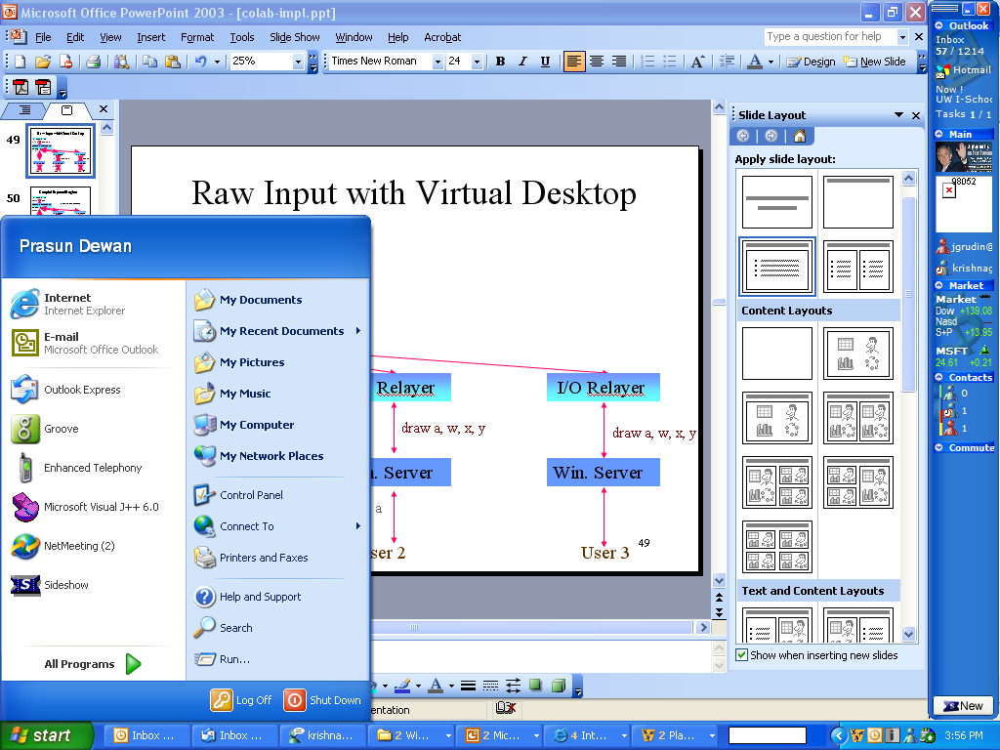 Microsoft Office PowerPoint 2003 - [colab-impl.ppt]
File Edit View Insert Format Tools Slide Show Window Help Acrobat
Type a question for help
25%
Times New Roman
24
B I U
A
A
Design
New Slide
49
50
Raw Input with Virtual Desktop
Relayer
I/O Relayer
draw a, w, x, y
draw a, w, x, y
. Server
Win. Server
a
ser 2
User 3
49
Slide Layout
Apply slide layout:
Content Layouts
Text and Content Layouts
Show when inserting new slides
Prasun Dewan
Internet
Internet Explorer
E-mail
Microsoft Office Outlook
Outlook Express
Groove
Enhanced Telephony
Microsoft Visual J++ 6.0
NetMeeting (2)
Sideshow
All Programs
My Documents
My Recent Documents
My Pictures
My Music
My Computer
My Network Places
Control Panel
Connect To
Printers and Faxes
Help and Support
Search
Run...
Log Off
Shut Down
A
entation
Outlook
Inbox
57 / 1214
Hotmail
Now !
UW I-Schoo
Tasks 1 / 1
Main
98052
jgrudin@
krishnag
Market
Market
Dow +139.08
Nasd
S+P +13.95
MSFT
24.61 +0.21
Contacts
0
1
1
Commute
New
start
Inbox ...
Inbox ...
krishna...
2 Wi...
2 Mic...
4 Int...
2 Pla...
3:56 PM